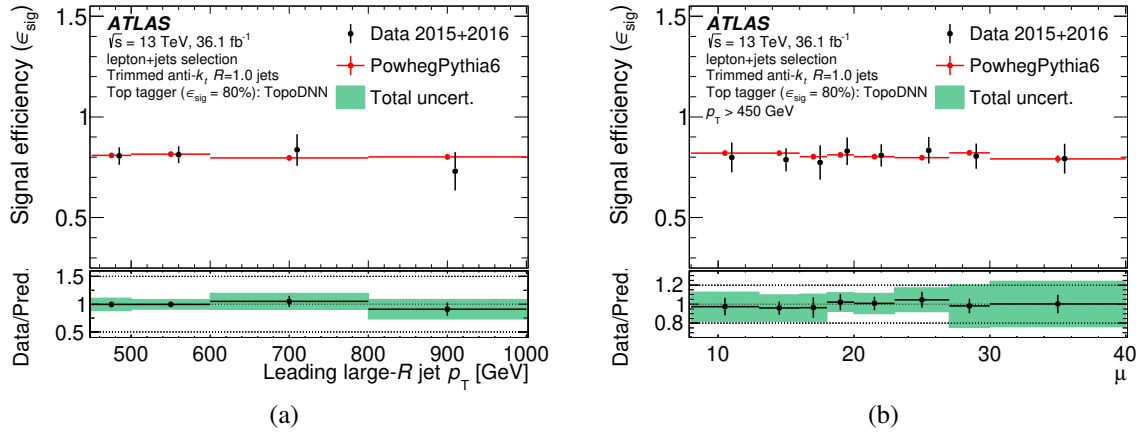 ATLAS
√s = 13 TeV, 36.1 fb⁻¹
lepton+jets selection
Trimmed anti-kₜ R=1.0 jets
Top tagger (ϵsig = 80%): TopoDNN
Data 2015+2016
PowhegPythia6
Total uncert.
Signal efficiency (ϵsig)
1.5
1
0.5
Data/Pred.
1.5
1
0.5
500 600 700 800 900 1000
Leading large-R jet pT [GeV]
(a)
ATLAS
√s = 13 TeV, 36.1 fb⁻¹
lepton+jets selection
Trimmed anti-kₜ R=1.0 jets
Top tagger (ϵsig = 80%): TopoDNN
pT > 450 GeV
Data 2015+2016
PowhegPythia6
Total uncert.
Signal efficiency (ϵsig)
1.5
1
0.5
Data/Pred.
1.2
1
0.8
10 20 30 40
μ
(b)